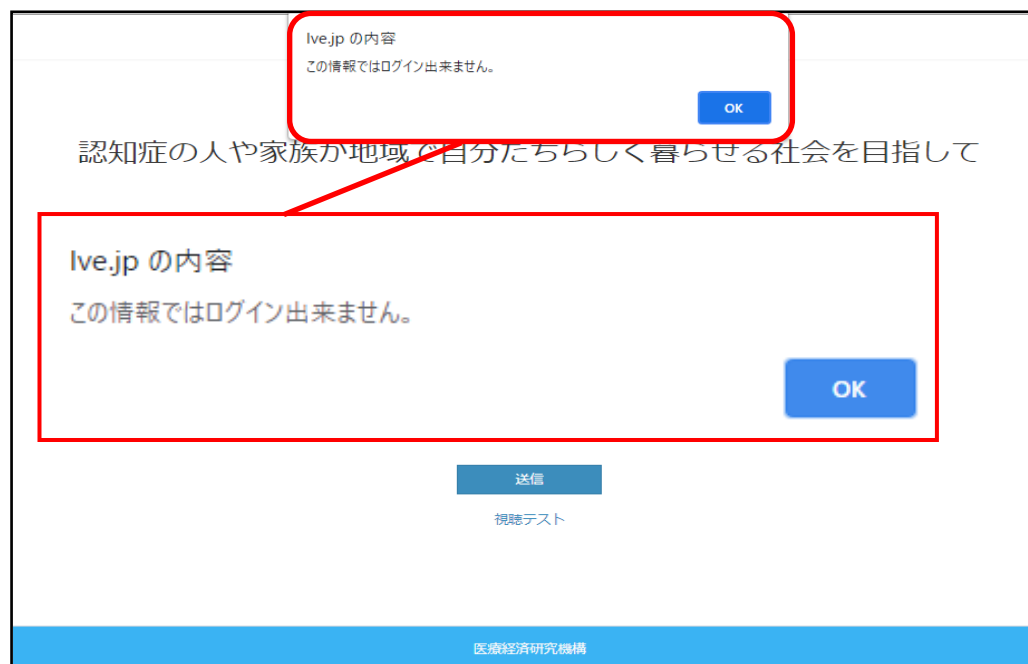 lve.jp の内容
この情報ではログイン出来ません。
OK
認知症の人や家族が地域で自分たちらしく暮らせる社会を目指して
lve.jp の内容
この情報ではログイン出来ません。
OK
送信
視聴テスト
医療経済研究機構